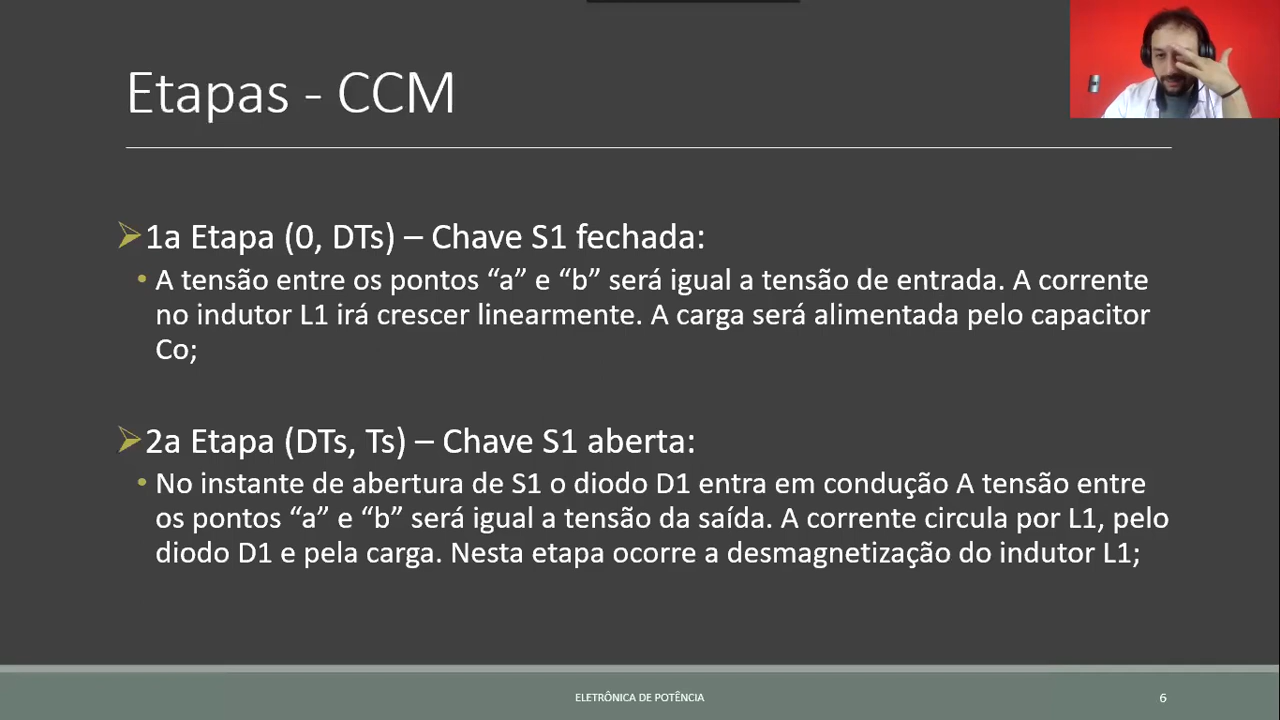 Etapas - CCM
1a Etapa (0, DTs) – Chave S1 fechada:
• A tensão entre os pontos “a” e “b” será igual a tensão de entrada. A corrente
no indutor L1 irá crescer linearmente. A carga será alimentada pelo capacitor
Co;
2a Etapa (DTs, Ts) – Chave S1 aberta:
• No instante de abertura de S1 o diodo D1 entra em condução A tensão entre
os pontos “a” e “b” será igual a tensão da saída. A corrente circula por L1, pelo
diodo D1 e pela carga. Nesta etapa ocorre a desmagnetização do indutor L1;
ELETRÔNICA DE POTÊNCIA
6